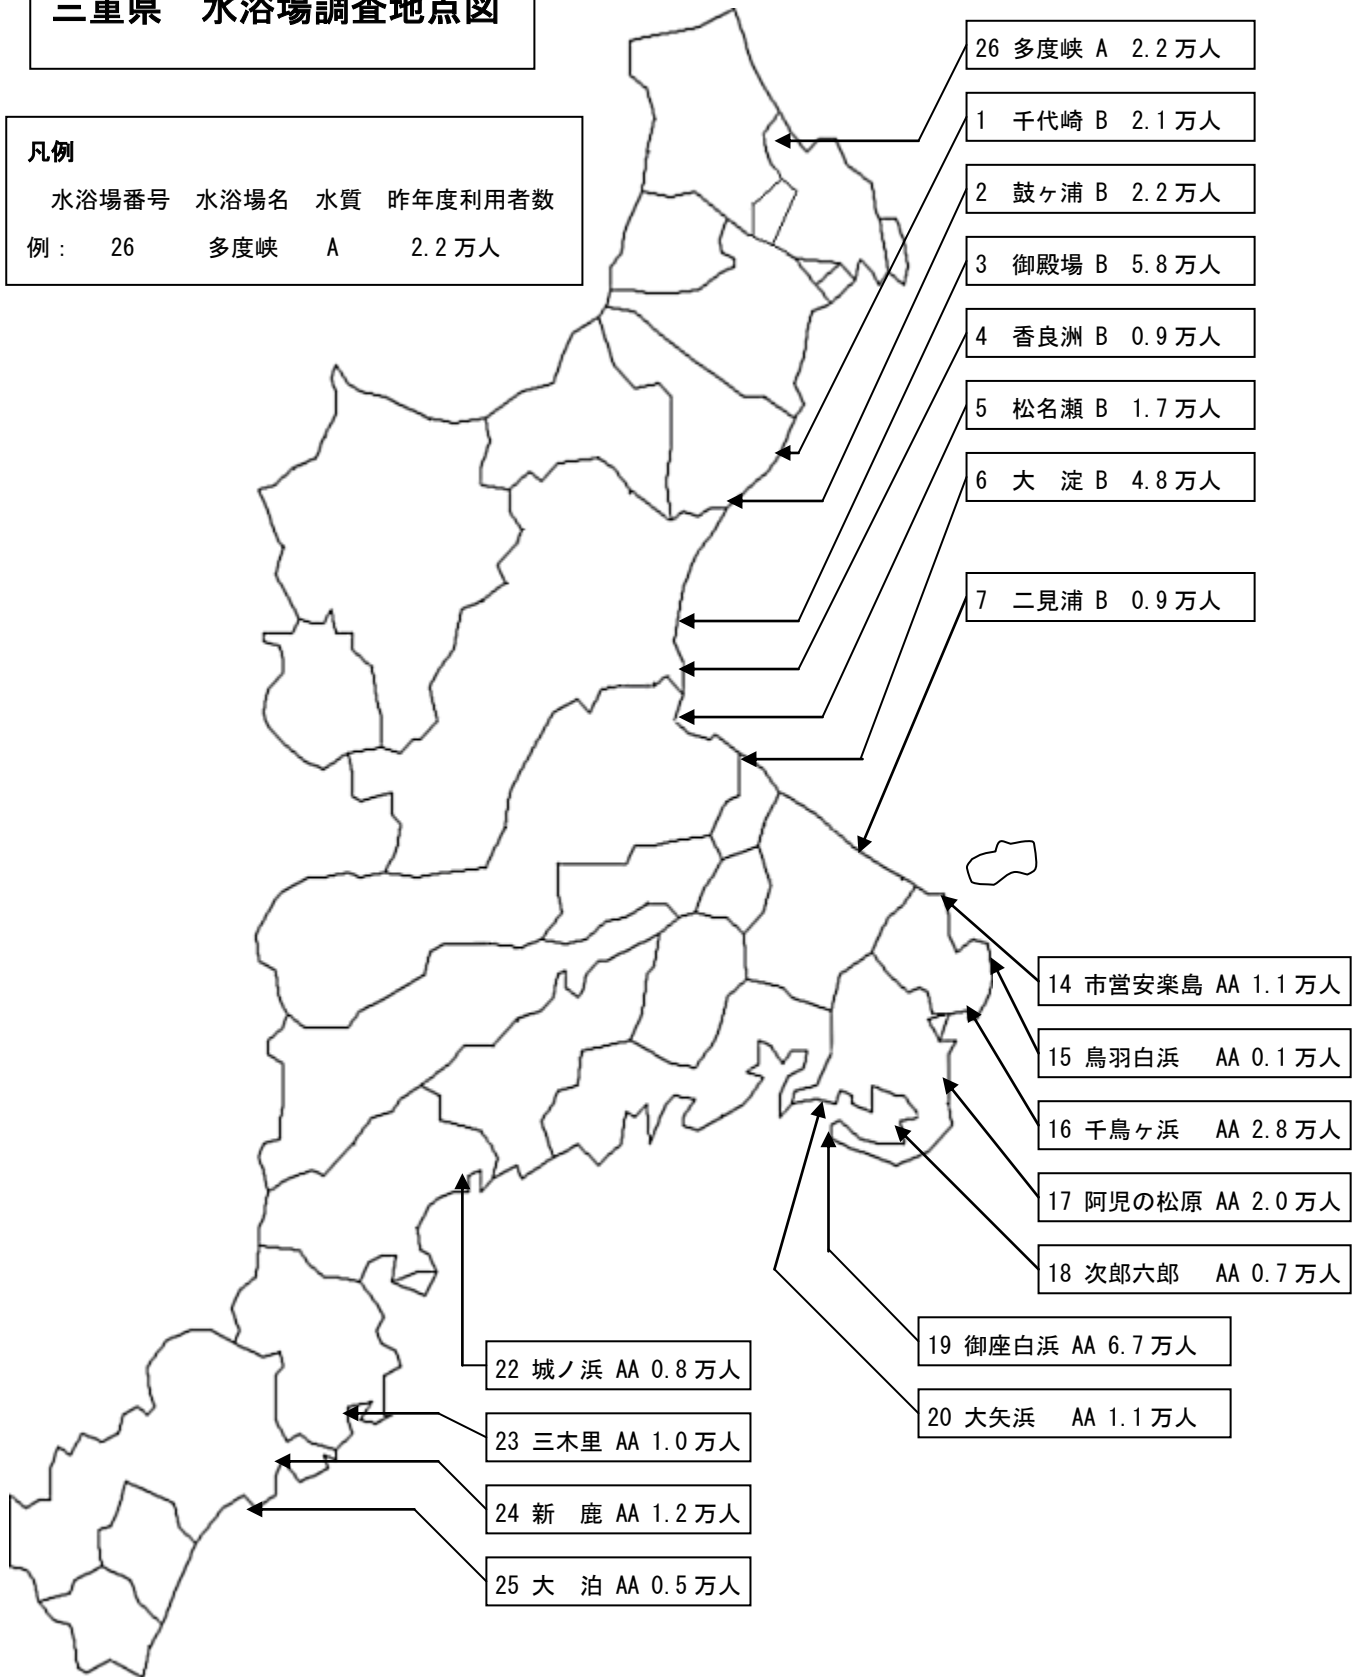 三重県　水浴場調査地点図
凡例
水浴場番号　水浴場名　水質　昨年度利用者数
例：　26　多度峡　A　2.2万人
26 多度峡 A 2.2万人
1 千代崎 B 2.1万人
2 鼓ヶ浦 B 2.2万人
3 御殿場 B 5.8万人
4 香良洲 B 0.9万人
5 松名瀬 B 1.7万人
6 大　淀 B 4.8万人
7 二見浦 B 0.9万人
14 市営安楽島 AA 1.1万人
15 鳥羽白浜 AA 0.1万人
16 千鳥ヶ浜 AA 2.8万人
17 阿児の松原 AA 2.0万人
18 次郎六郎 AA 0.7万人
19 御座白浜 AA 6.7万人
20 大矢浜 AA 1.1万人
22 城ノ浜 AA 0.8万人
23 三木里 AA 1.0万人
24 新　鹿 AA 1.2万人
25 大　泊 AA 0.5万人